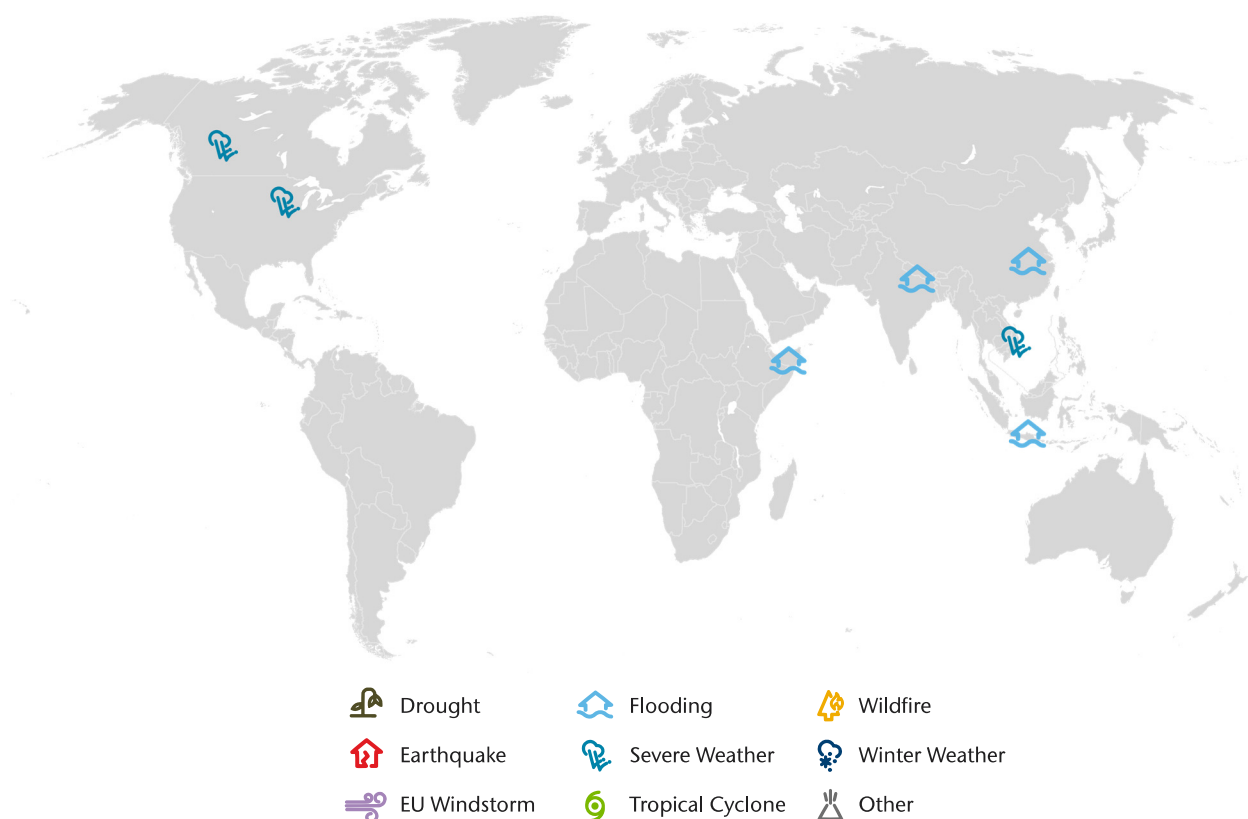 Drought
Flooding
Wildfire
Earthquake
Severe Weather
Winter Weather
EU Windstorm
Tropical Cyclone
Other